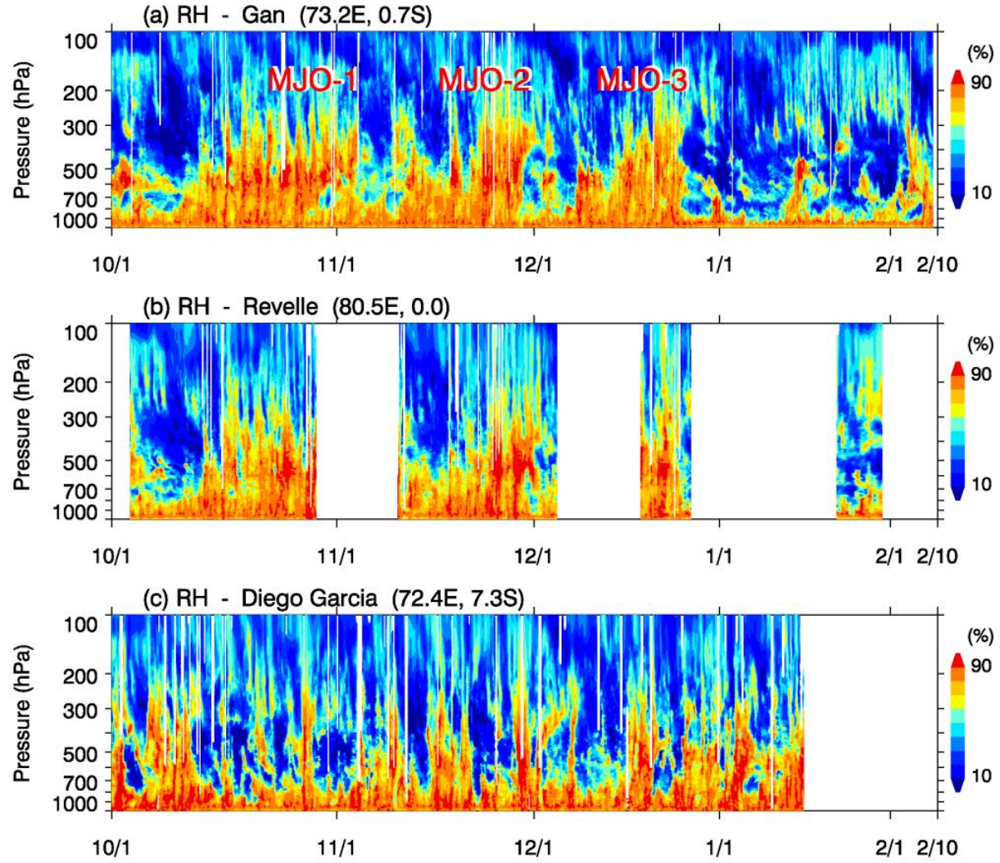 (a) RH - Gan (73.2E, 0.7S)
Pressure (hPa)
100
200
300
500
700
1000
MJO-1 MJO-2 MJO-3
(%)
90
10
10/1 11/1 12/1 1/1 2/1 2/10
(b) RH - Revelle (80.5E, 0.0)
Pressure (hPa)
100
200
300
500
700
1000
(%)
90
10
10/1 11/1 12/1 1/1 2/1 2/10
(c) RH - Diego Garcia (72.4E, 7.3S)
Pressure (hPa)
100
200
300
500
700
1000
(%)
90
10
10/1 11/1 12/1 1/1 2/1 2/10